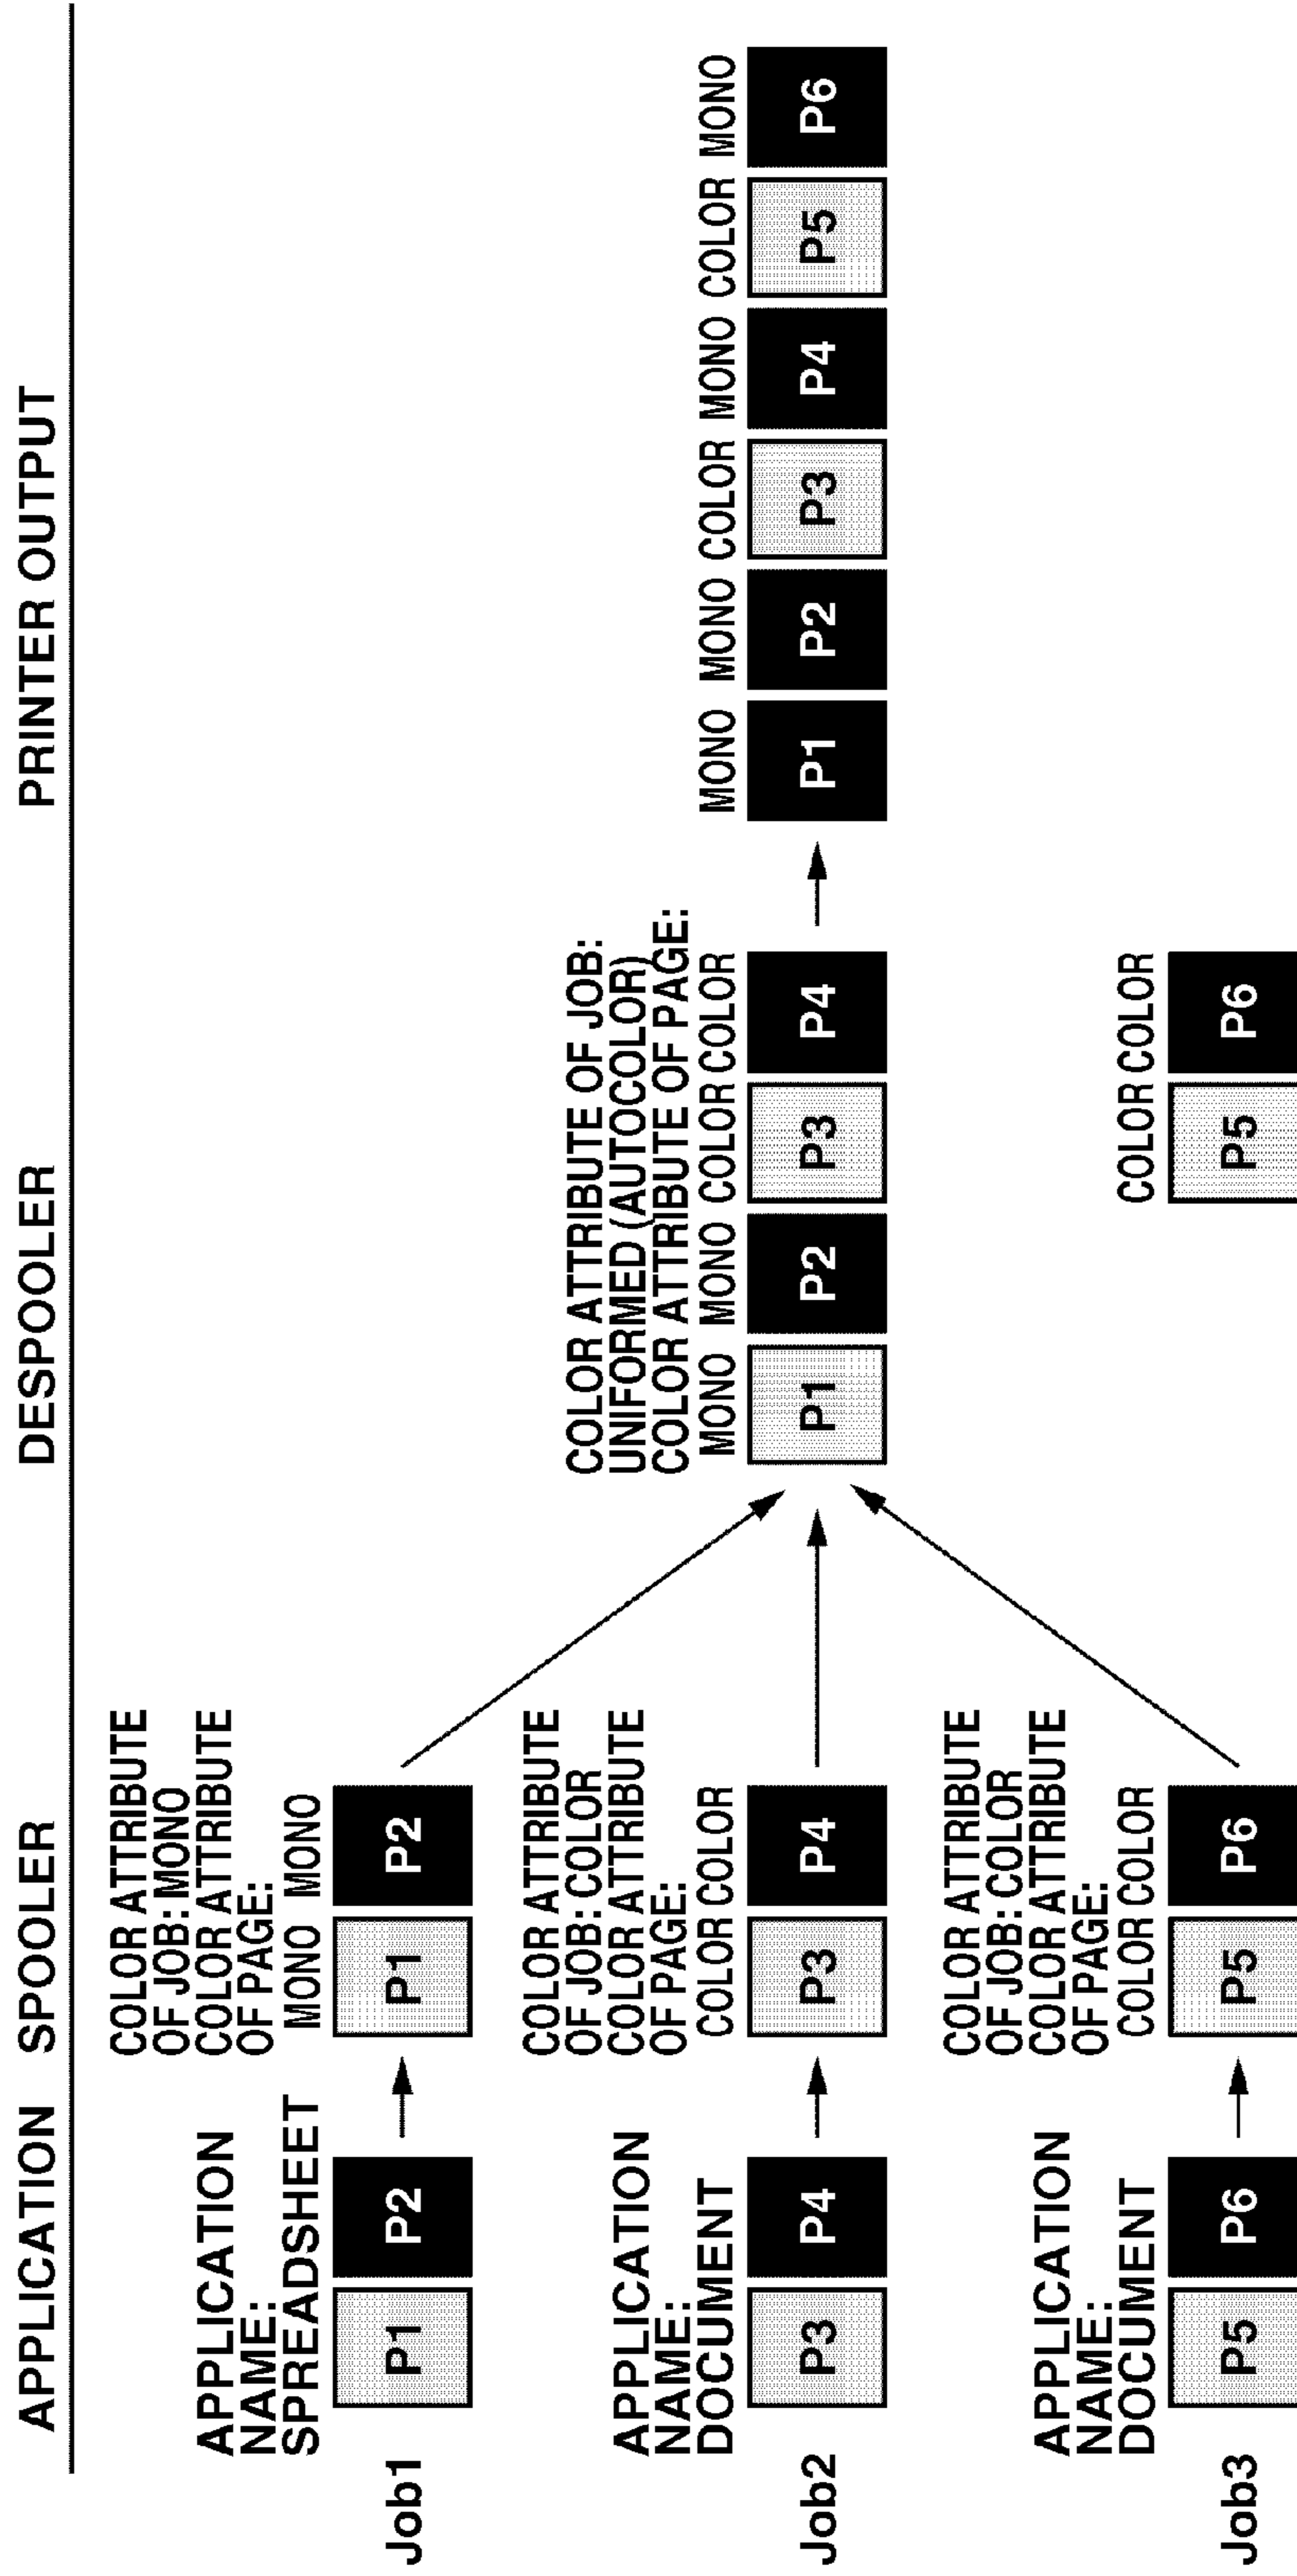 APPLICATION SPOOLER DESPOOLER PRINTER OUTPUT
Job1
APPLICATION
NAME:
SPREADSHEET
P1 P2
COLOR ATTRIBUTE
OF JOB: MONO
COLOR ATTRIBUTE
OF PAGE:
MONO MONO
P1 P2
Job2
APPLICATION
NAME:
DOCUMENT
P3 P4
COLOR ATTRIBUTE
OF JOB: COLOR
COLOR ATTRIBUTE
OF PAGE:
COLOR COLOR
P3 P4
COLOR ATTRIBUTE OF JOB:
UNIFORMED (AUTOCOLOR)
COLOR ATTRIBUTE OF PAGE:
MONO MONO COLOR COLOR
P1 P2 P3 P4
MONO MONO COLOR MONO COLOR MONO
P1 P2 P3 P4 P5 P6
Job3
APPLICATION
NAME:
DOCUMENT
P5 P6
COLOR ATTRIBUTE
OF JOB: COLOR
COLOR ATTRIBUTE
OF PAGE:
COLOR COLOR
P5 P6
COLOR COLOR
P5 P6